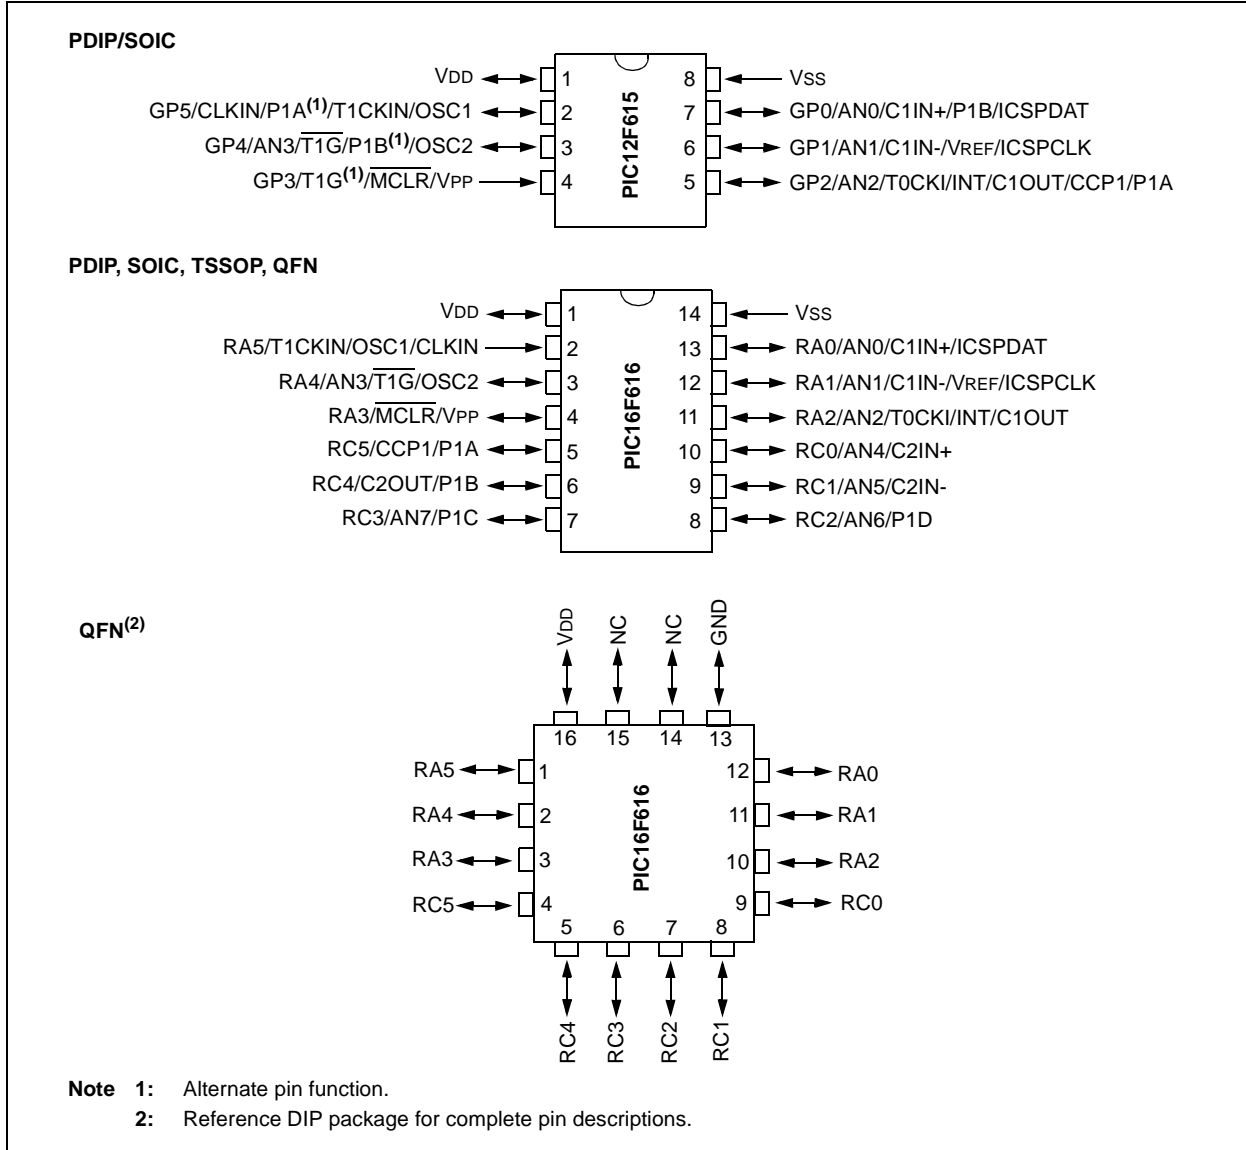 PDIP/SOIC
VDD 1 8 VSS
GP5/CLKIN/P1A(1)/T1CKIN/OSC1 2 7 GP0/AN0/C1IN+/P1B/ICSPDAT
GP4/AN3/T1G/P1B(1)/OSC2 3 6 GP1/AN1/C1IN-/VREF/ICSPCLK
GP3/T1G(1)/MCLR/VPP 4 5 GP2/AN2/T0CKI/INT/C1OUT/CCP1/P1A
PIC12F615
PDIP, SOIC, TSSOP, QFN
VDD 1 14 VSS
RA5/T1CKIN/OSC1/CLKIN 2 13 RA0/AN0/C1IN+/ICSPDAT
RA4/AN3/T1G/OSC2 3 12 RA1/AN1/C1IN-/VREF/ICSPCLK
RA3/MCLR/VPP 4 11 RA2/AN2/T0CKI/INT/C1OUT
RC5/CCP1/P1A 5 10 RC0/AN4/C2IN+
RC4/C2OUT/P1B 6 9 RC1/AN5/C2IN-
RC3/AN7/P1C 7 8 RC2/AN6/P1D
PIC16F616
QFN(2)
VDD NC NC GND
16 15 14 13
RA5 1 12 RA0
RA4 2 11 RA1
RA3 3 10 RA2
RC5 4 9 RC0
PIC16F616
5 6 7 8
RC4 RC3 RC2 RC1
Note 1: Alternate pin function.
2: Reference DIP package for complete pin descriptions.